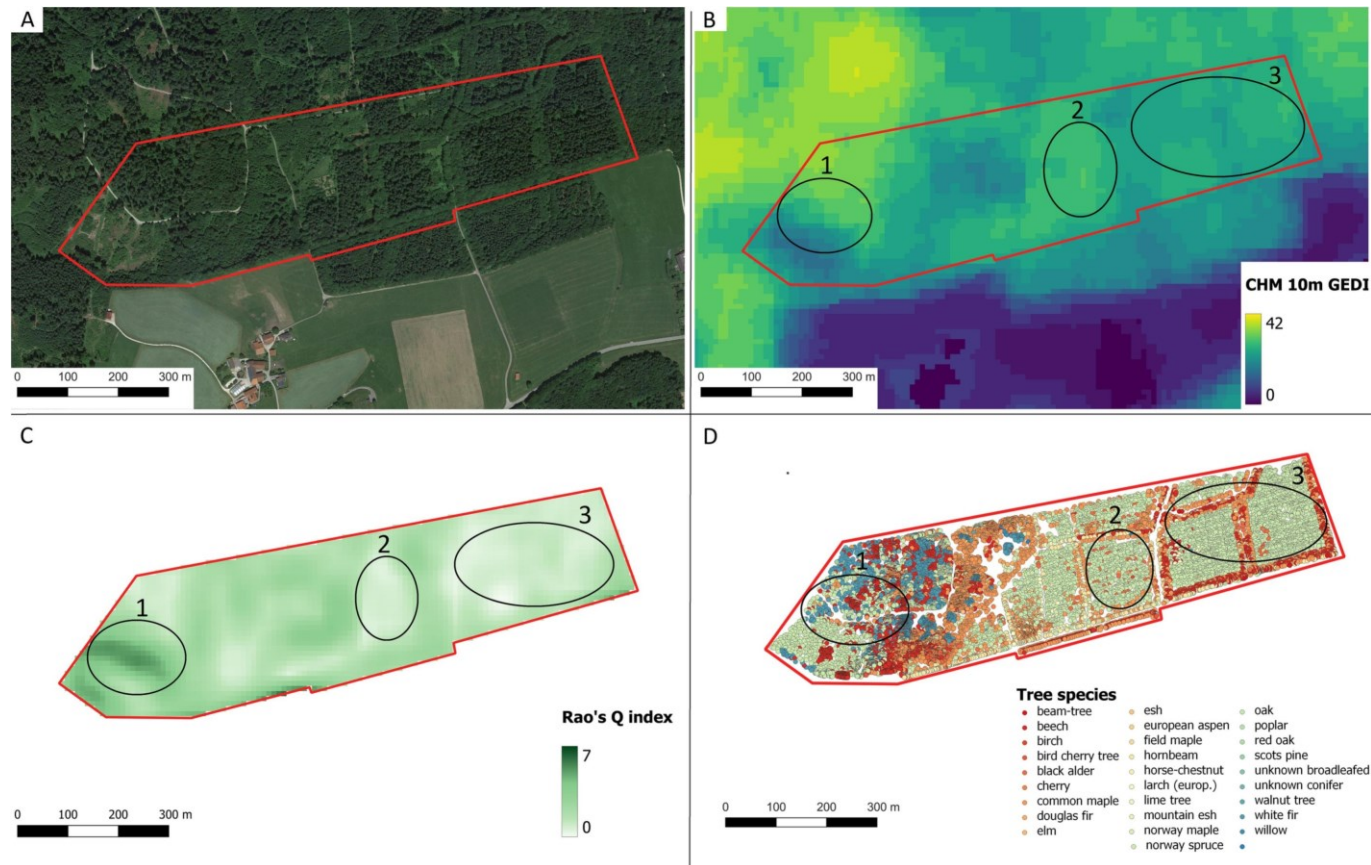 A
0 100 200 300 m
B
1
2
3
CHM 10m GEDI
42
0
0 100 200 300 m
C
1
2
3
Rao's Q index
7
0
0 100 200 300 m
D
1
2
3
Tree species
beam-tree
beech
birch
bird cherry tree
black alder
cherry
common maple
douglas fir
elm
esh
european aspen
field maple
hornbeam
horse-chestnut
larch (europ.)
lime tree
mountain esh
norway maple
norway spruce
oak
poplar
red oak
scots pine
unknown broadleafed
unknown conifer
walnut tree
white fir
willow
0 100 200 300 m